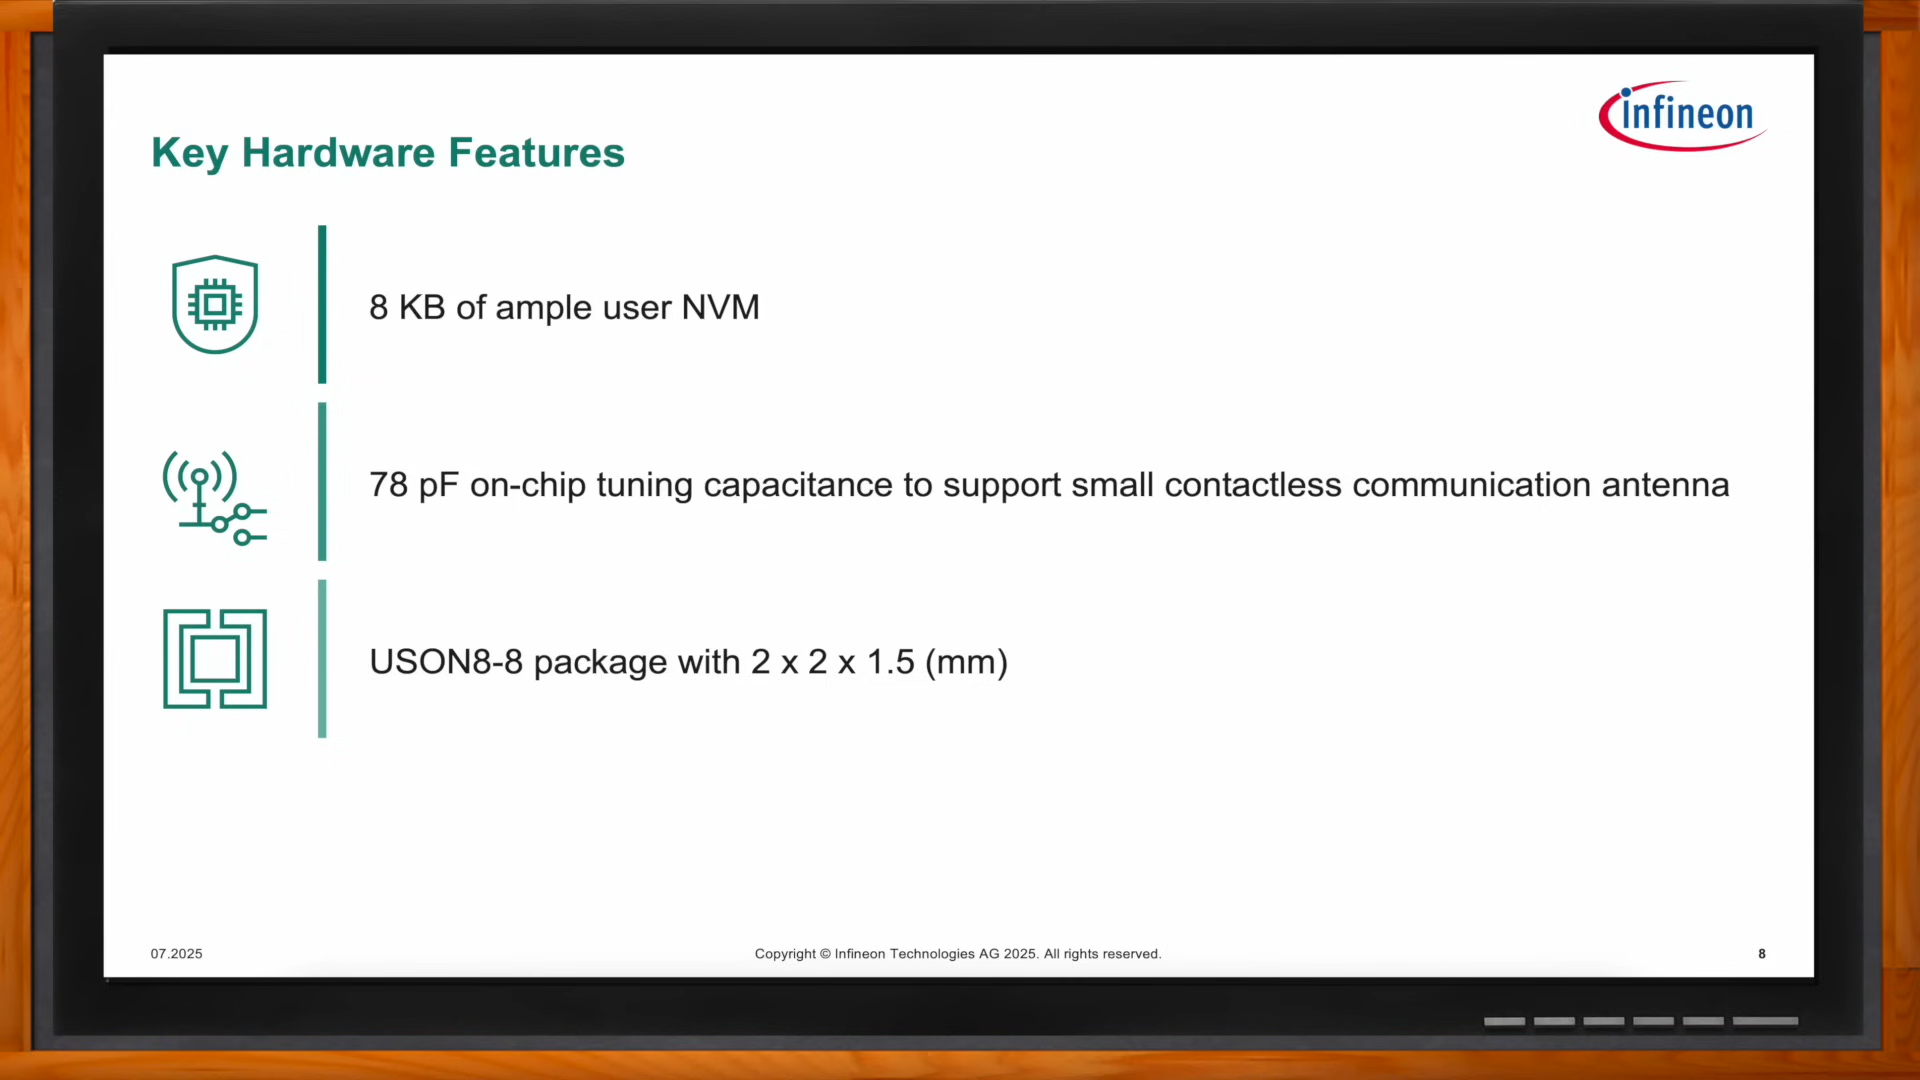 infineon
Key Hardware Features
8 KB of ample user NVM
78 pF on-chip tuning capacitance to support small contactless communication antenna
USON8-8 package with 2 x 2 x 1.5 (mm)
07.2025
Copyright © Infineon Technologies AG 2025. All rights reserved.
8